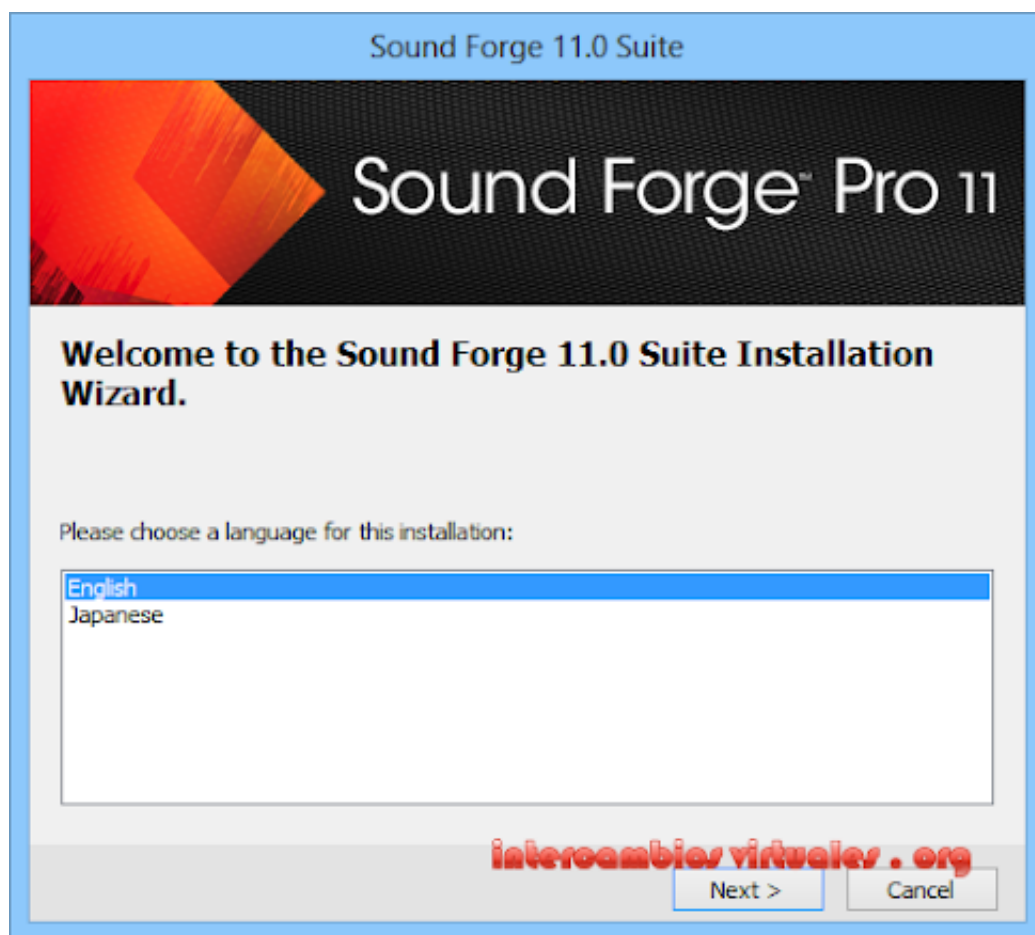 Sound Forge 11.0 Suite
Sound Forge™ Pro 11
Welcome to the Sound Forge 11.0 Suite Installation
Wizard.
Please choose a language for this installation:
English
Japanese
intercambios virtuales . org
Next >
Cancel